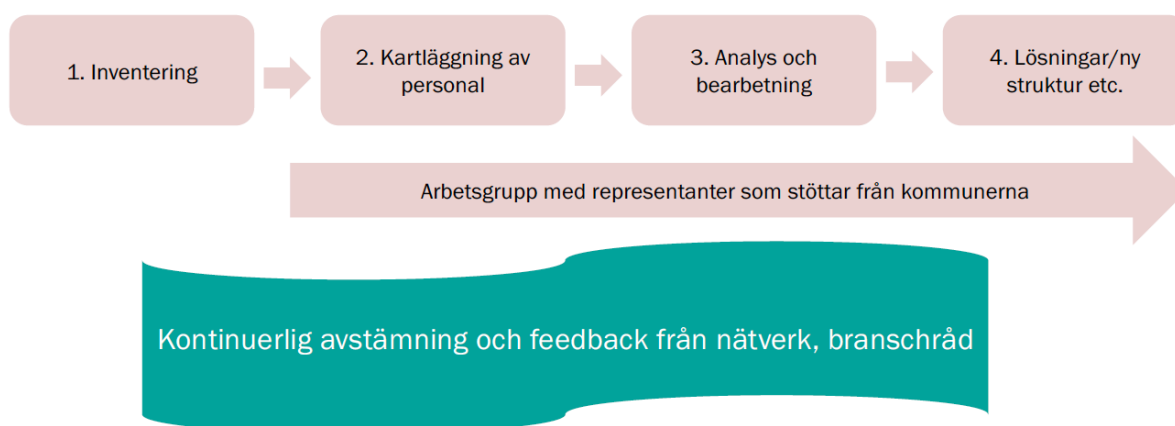 1. Inventering
2. Kartläggning av
personal
3. Analys och
bearbetning
4. Lösningar/ny
struktur etc.
Arbetsgrupp med representanter som stöttar från kommunerna
Kontinuerlig avstämning och feedback från nätverk, branschråd